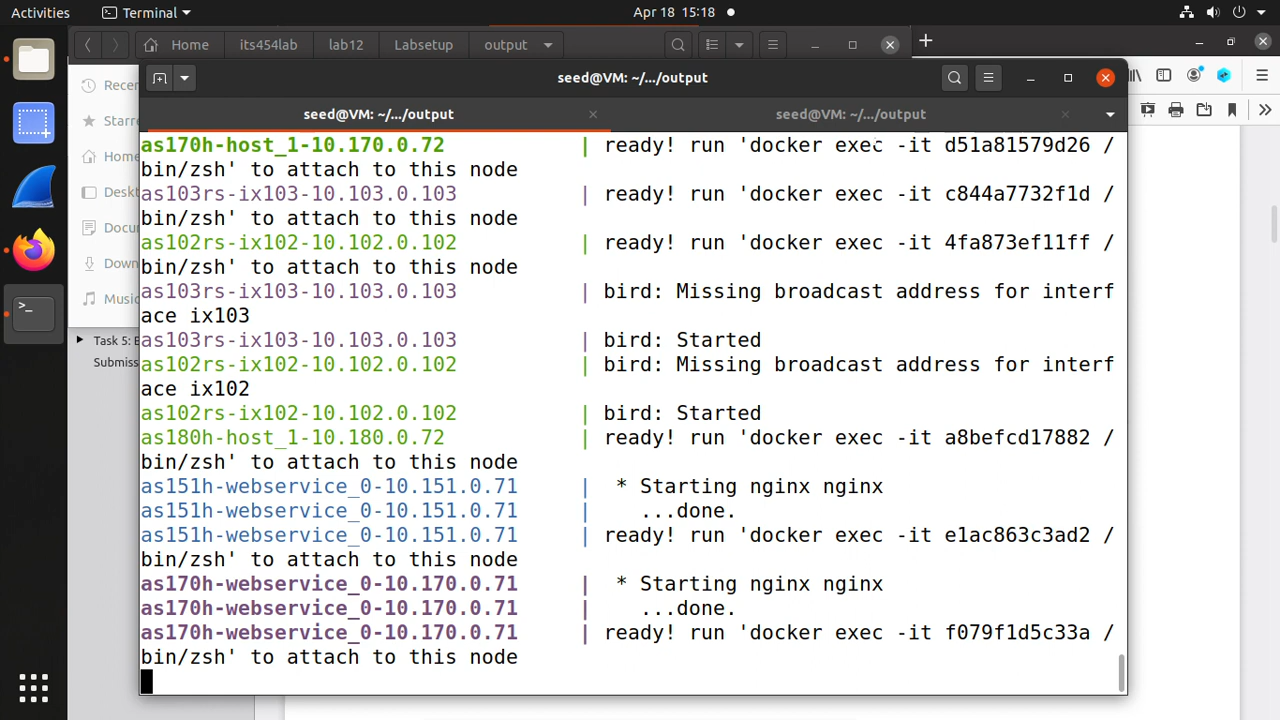 Activities
Terminal
Apr 18 15:18
Home
its454lab
lab12
Labsetup
output
seed@VM: ~/.../output
seed@VM: ~/.../output
seed@VM: ~/.../output
Recen
Starre
Home
Deskt
Docu
Down
Music
Task 5: B
Submiss
as170h-host_1-10.170.0.72 | ready! run 'docker exec -it d51a81579d26 /
bin/zsh' to attach to this node
as103rs-ix103-10.103.0.103 | ready! run 'docker exec -it c844a7732f1d /
bin/zsh' to attach to this node
as102rs-ix102-10.102.0.102 | ready! run 'docker exec -it 4fa873ef11ff /
bin/zsh' to attach to this node
as103rs-ix103-10.103.0.103 | bird: Missing broadcast address for interf
ace ix103
as103rs-ix103-10.103.0.103 | bird: Started
as102rs-ix102-10.102.0.102 | bird: Missing broadcast address for interf
ace ix102
as102rs-ix102-10.102.0.102 | bird: Started
as180h-host_1-10.180.0.72 | ready! run 'docker exec -it a8befcd17882 /
bin/zsh' to attach to this node
as151h-webservice_0-10.151.0.71 | * Starting nginx nginx
as151h-webservice_0-10.151.0.71 | ...done.
as151h-webservice_0-10.151.0.71 | ready! run 'docker exec -it e1ac863c3ad2 /
bin/zsh' to attach to this node
as170h-webservice_0-10.170.0.71 | * Starting nginx nginx
as170h-webservice_0-10.170.0.71 | ...done.
as170h-webservice_0-10.170.0.71 | ready! run 'docker exec -it f079f1d5c33a /
bin/zsh' to attach to this node